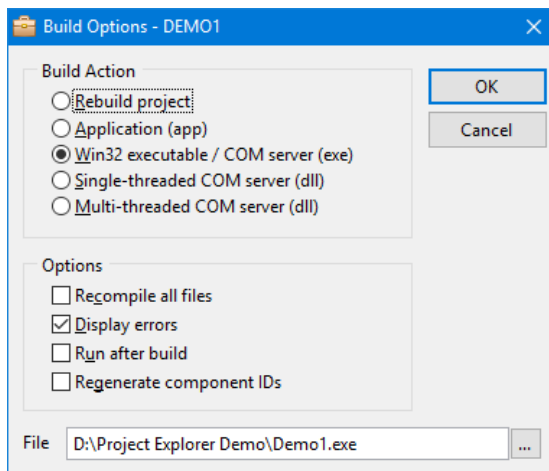 Build Options - DEMO1
Build Action
Rebuild project
Application (app)
Win32 executable / COM server (exe)
Single-threaded COM server (dll)
Multi-threaded COM server (dll)
OK
Cancel
Options
Recompile all files
Display errors
Run after build
Regenerate component IDs
File D:\Project Explorer Demo\Demo1.exe ...